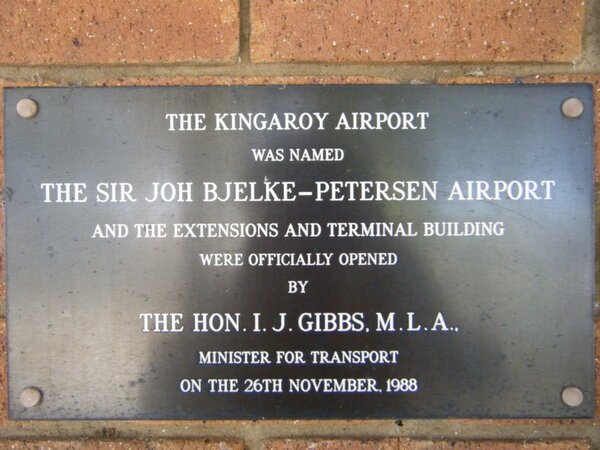 THE KINGAROY AIRPORT
WAS NAMED
THE SIR JOH BJELKE-PETERSEN AIRPORT
AND THE EXTENSIONS AND TERMINAL BUILDING
WERE OFFICIALLY OPENED
BY
THE HON. I. J. GIBBS, M.L.A.,
MINISTER FOR TRANSPORT
ON THE 26TH NOVEMBER, 1988